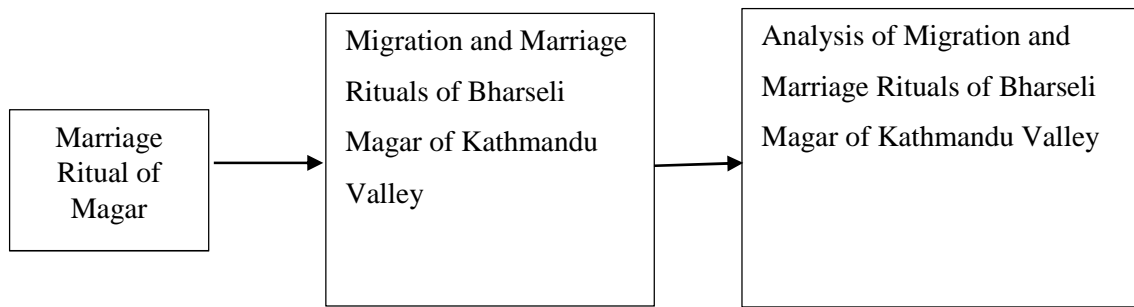 Marriage
Ritual of
Magar
Migration and Marriage
Rituals of Bharseli
Magar of Kathmandu
Valley
Analysis of Migration and
Marriage Rituals of Bharseli
Magar of Kathmandu Valley